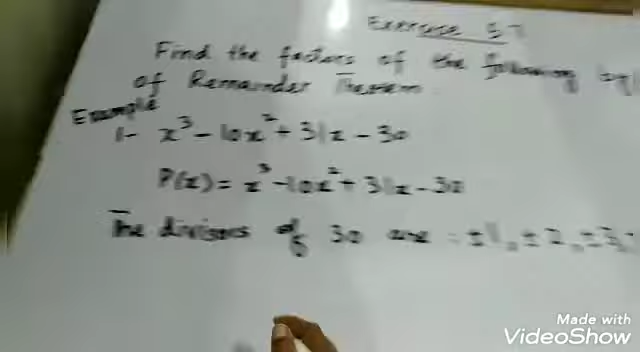 Exercise 5.7
Find the factors of the following by
of Remainder Theorem
Example
1- x³ - 10x² + 31x - 30
P(x) = x³ - 10x² + 31x - 30
The divisors of 30 are : ±1, ±2, ±3,
Made with
VideoShow